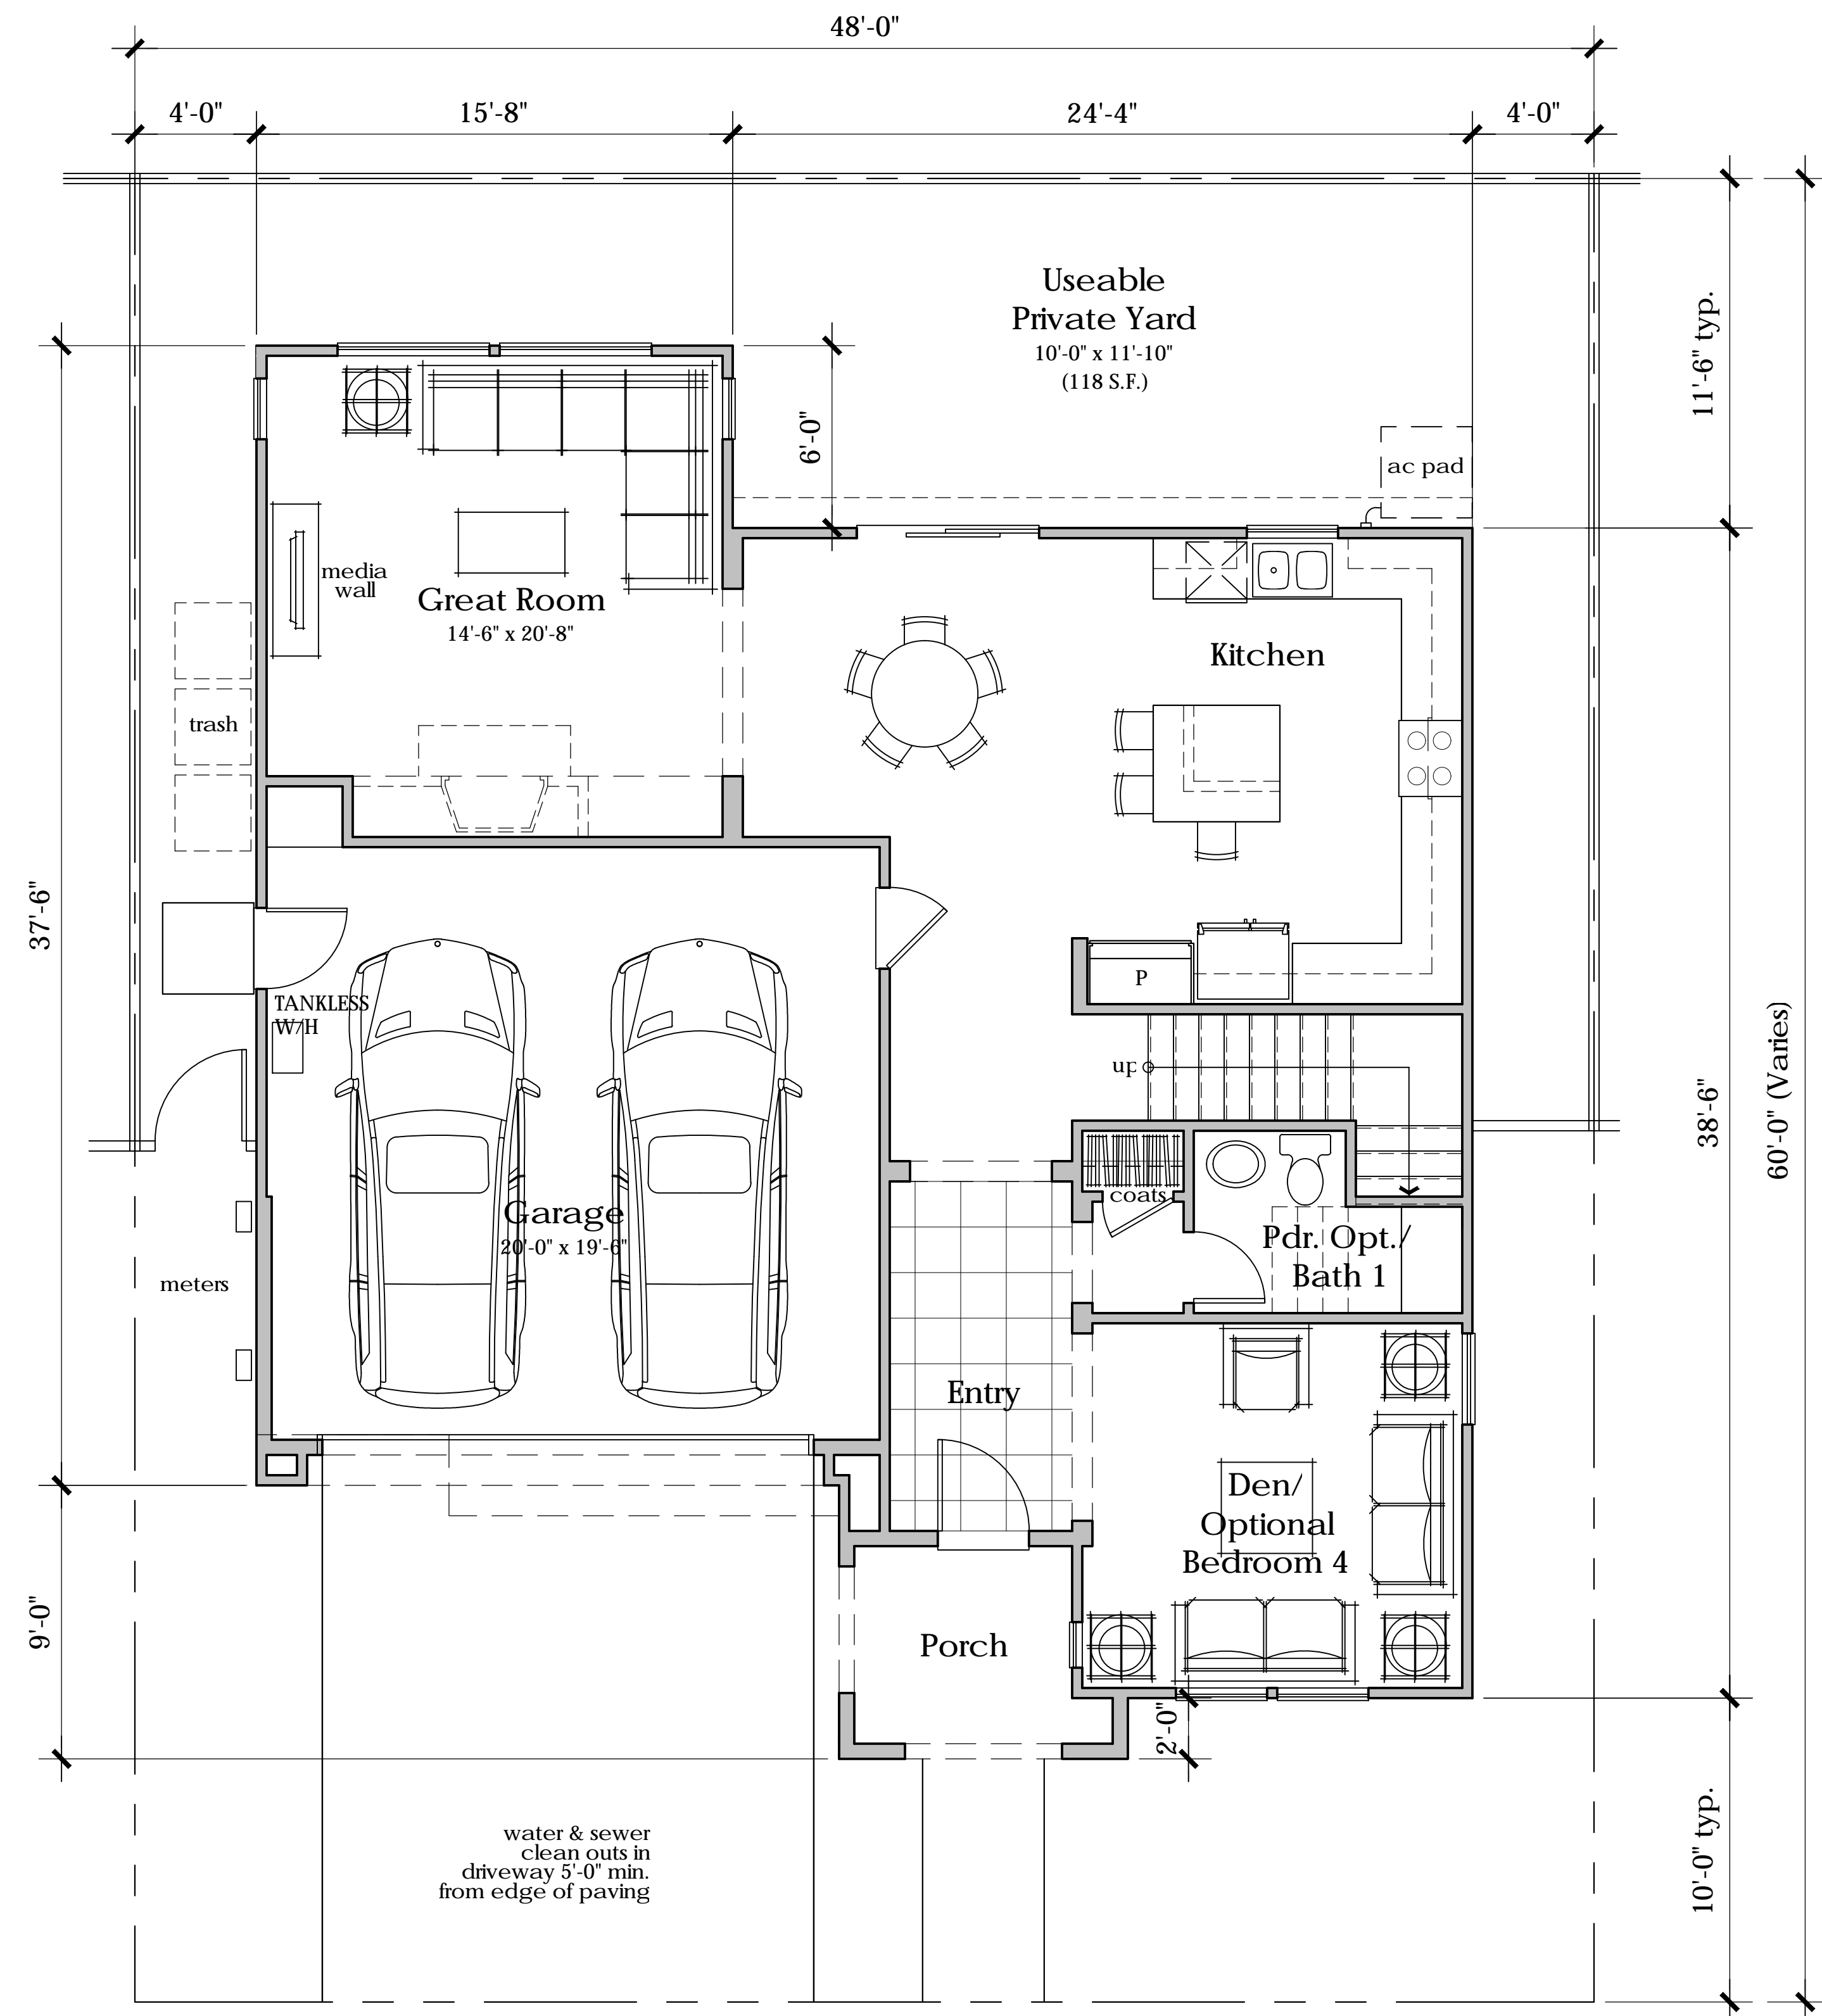 48'-0"
4'-0"
15'-8"
24'-4"
4'-0"
Useable
Private Yard
10'-0" x 11'-10"
(118 S.F.)
11'-6" typ.
6'-0"
ac pad
media
wall
Great Room
14'-6" x 20'-8"
Kitchen
trash
37'-6"
P
TANKLESS
W/H
60'-0" (Varies)
up
38'-6"
coats
Garage
20'-0" x 19'-6"
Pdr. Opt./
Bath 1
meters
Entry
Den/
Optional
Bedroom 4
9'-0"
Porch
2'-0"
water & sewer
clean outs in
driveway 5'-0" min.
from edge of paving
10'-0" typ.